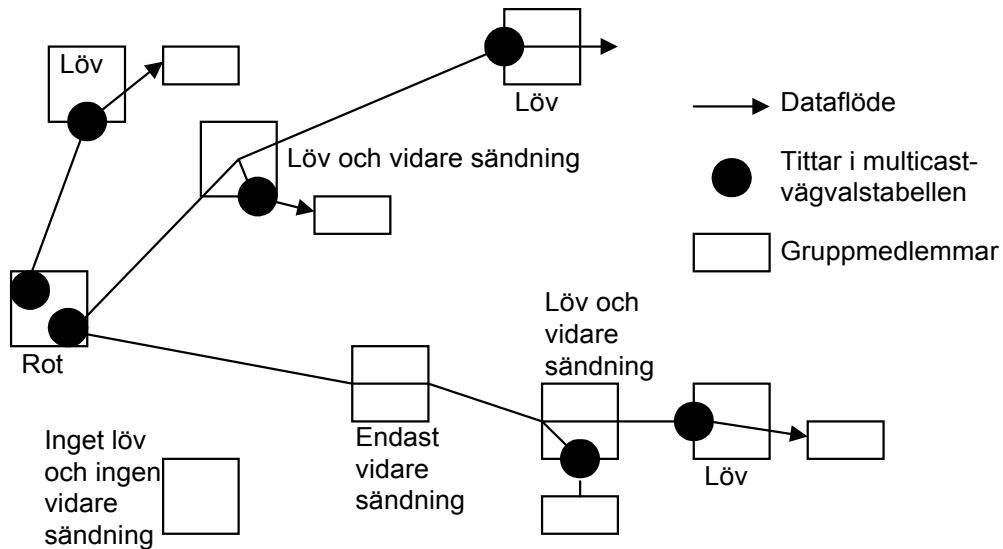 Löv
Löv
Löv och vidare sändning
Dataflöde
Tittar i multicast-
vägvalstabellen
Gruppmedlemmar
Rot
Löv och
vidare
sändning
Endast
vidare
sändning
Löv
Inget löv
och ingen
vidare
sändning